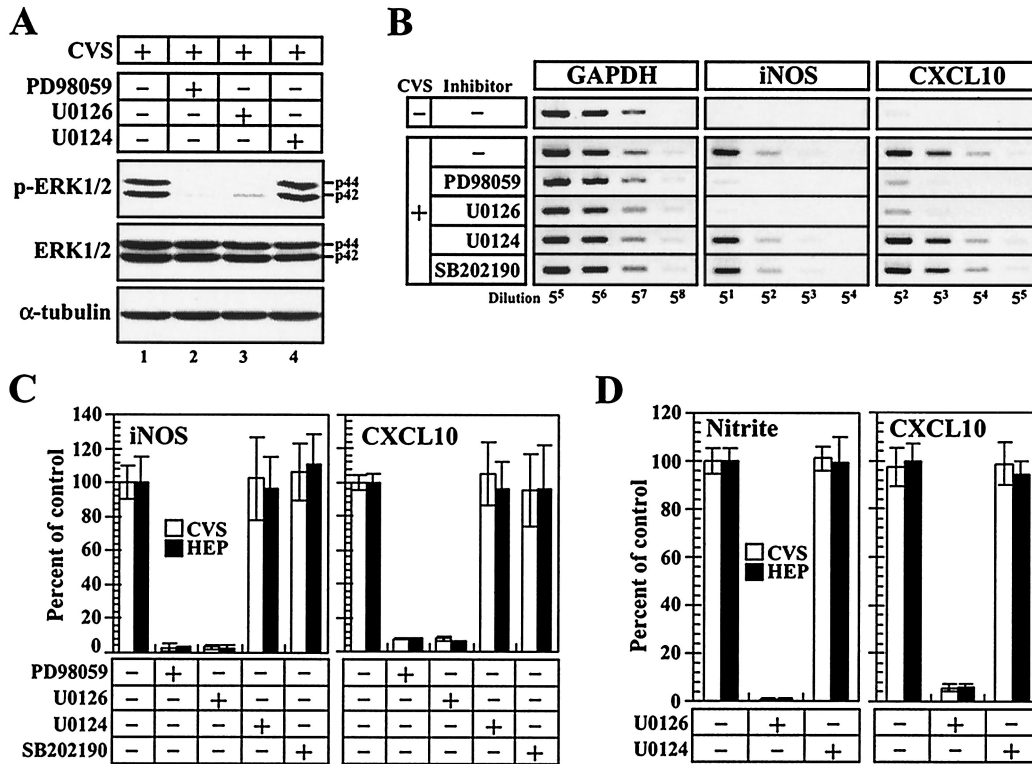 A
CVS + + + +
PD98059 − + − −
U0126 − − + −
U0124 − − − +
p-ERK1/2
p44
p42
ERK1/2
p44
p42
α-tubulin
1 2 3 4
B
CVS Inhibitor GAPDH iNOS CXCL10
− −
+ −
PD98059
U0126
U0124
SB202190
Dilution 5⁵ 5⁶ 5⁷ 5⁸ 5¹ 5² 5³ 5⁴ 5² 5³ 5⁴ 5⁵
C
Percent of control
140
120
100
80
60
40
20
0
iNOS
CVS
HEP
CXCL10
PD98059 − + − − − − + − − −
U0126 − − + − − − − + − −
U0124 − − − + − − − − + −
SB202190 − − − − + − − − − +
D
Percent of control
120
100
80
60
40
20
0
Nitrite
CVS
HEP
CXCL10
U0126 − + − − + −
U0124 − − + − − +